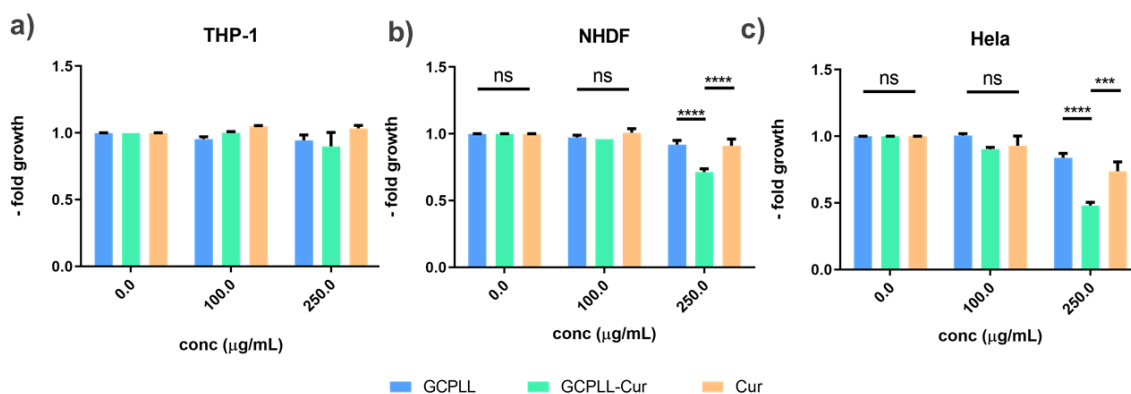 a)
THP-1
- fold growth
1.5
1.0
0.5
0.0
0.0
100.0
250.0
conc (μg/mL)
b)
NHDF
- fold growth
1.5
1.0
0.5
0.0
ns
ns
****
****
0.0
100.0
250.0
conc (μg/mL)
c)
Hela
- fold growth
1.5
1.0
0.5
0.0
ns
ns
***
****
0.0
100.0
250.0
conc (μg/mL)
GCPLL
GCPLL-Cur
Cur